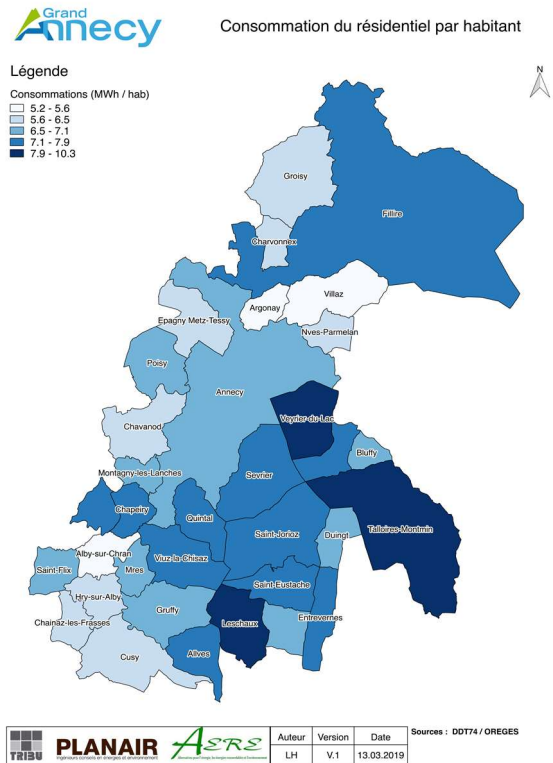 Grand
Annecy
Consommation du résidentiel par habitant
Légende
Consommations (MWh / hab)
5.2 - 5.6
5.6 - 6.5
6.5 - 7.1
7.1 - 7.9
7.9 - 10.3
N
Groisy
Fillire
Charvonnex
Villaz
Argonay
Epagny Metz-Tessy
Nves-Parmelan
Poisy
Annecy
Veyrier-du-Lac
Chavanod
Bluffy
Montagny-les-Lanches
Sevrier
Chapeiry
Quintal
Talloires-Montmin
Saint-Jorioz
Duingt
Alby-sur-Chran
Viuz-la-Chisaz
Saint-Flix
Mres
Saint-Eustache
Hry-sur-Alby
Gruffy
Entrevernes
Chainaz-les-Frasses
Leschaux
Cusy
Allves
TRIBU
PLANAIR
Ingénieurs conseils en énergies et environnement
AERE
Auteur Version Date
LH V.1 13.03.2019
Sources : DDT74 / OREGES